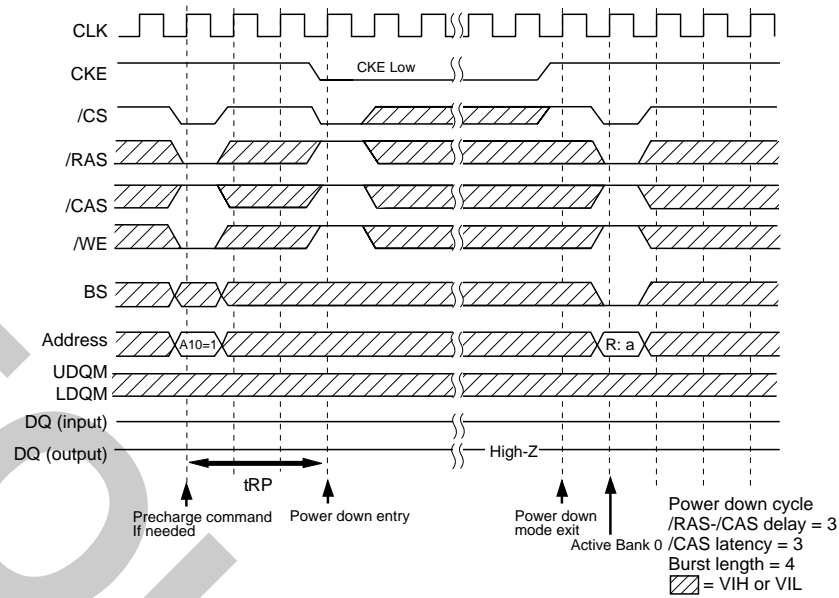 CLK
CKE
CKE Low
/CS
/RAS
/CAS
/WE
BS
Address
A10=1
R: a
UDQM
LDQM
DQ (input)
DQ (output)
High-Z
tRP
Precharge command
If needed
Power down entry
Power down
mode exit
Active Bank 0
Power down cycle
/RAS-/CAS delay = 3
/CAS latency = 3
Burst length = 4
= VIH or VIL